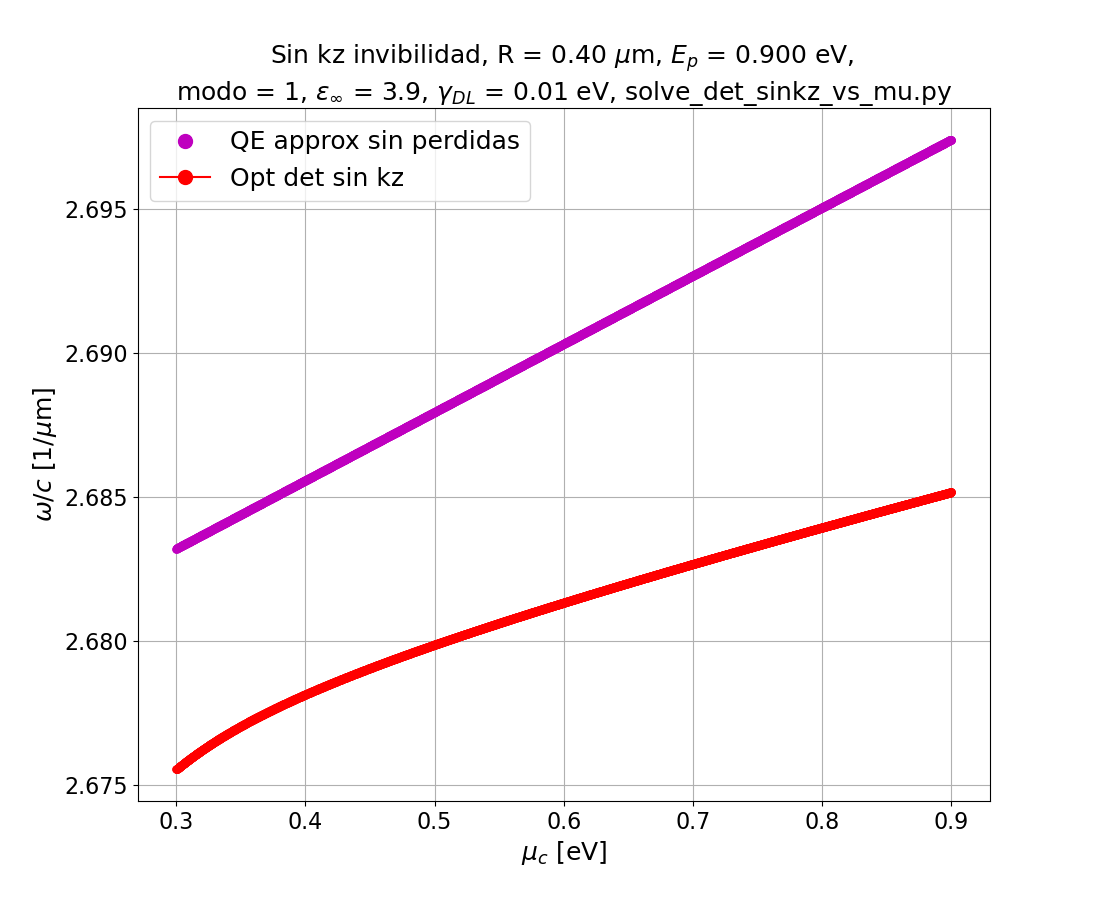 Sin kz invibilidad, R = 0.40 μm, E_p = 0.900 eV,
modo = 1, ε_∞ = 3.9, γ_DL = 0.01 eV, solve_det_sinkz_vs_mu.py
QE approx sin perdidas
Opt det sin kz
2.695
2.690
2.685
2.680
2.675
ω/c [1/μm]
0.3 0.4 0.5 0.6 0.7 0.8 0.9
μ_c [eV]